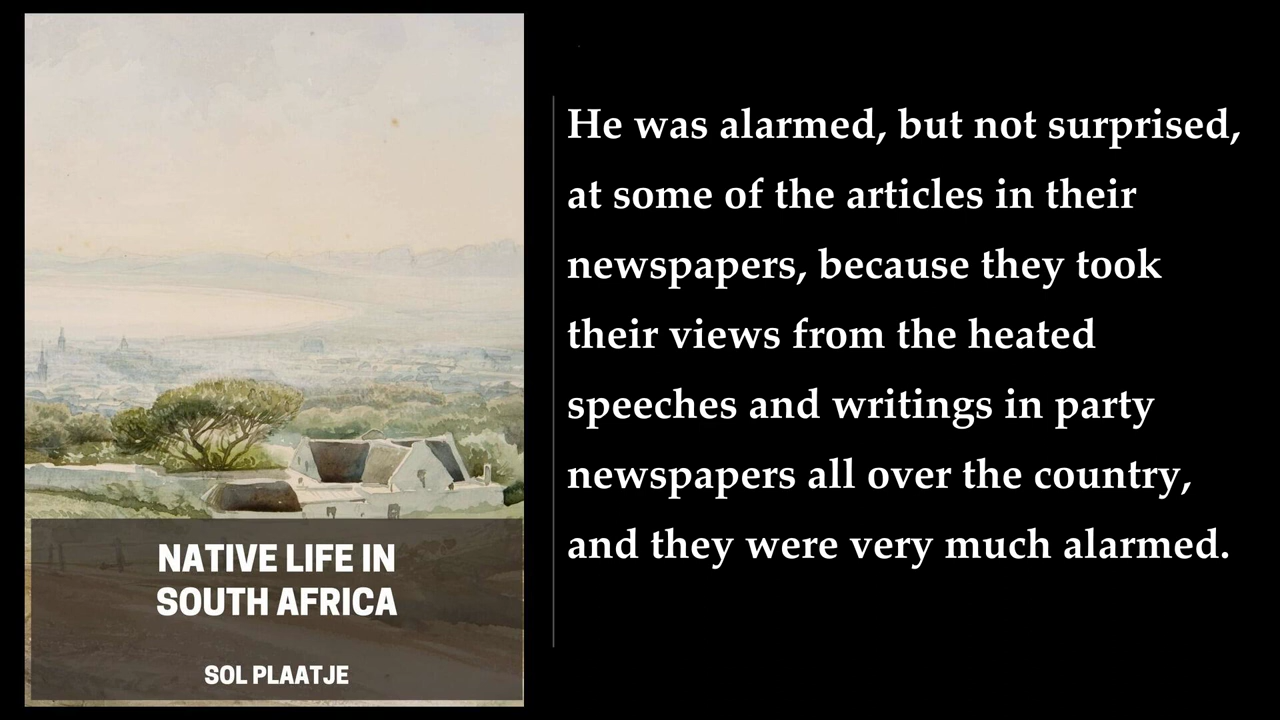 NATIVE LIFE IN
SOUTH AFRICA
SOL PLAATJE
He was alarmed, but not surprised,
at some of the articles in their
newspapers, because they took
their views from the heated
speeches and writings in party
newspapers all over the country,
and they were very much alarmed.